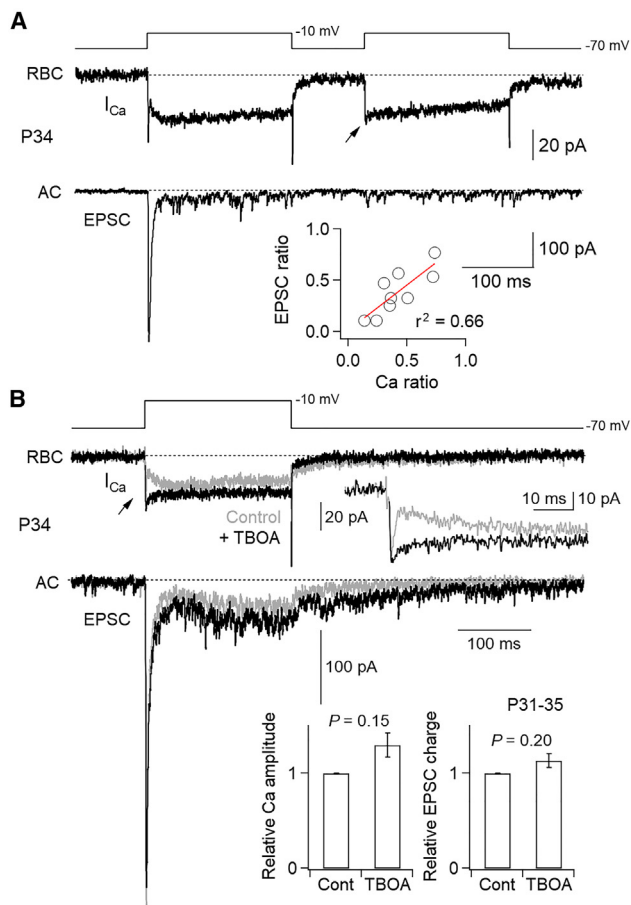 A
-10 mV
-70 mV
RBC
I_Ca
P34
20 pA
AC
EPSC
100 pA
100 ms
EPSC ratio
1.0
0.5
0.0
r² = 0.66
0.0 0.5 1.0
Ca ratio
B
-10 mV
-70 mV
RBC
I_Ca
P34
Control
+ TBOA
20 pA
10 ms 10 pA
AC
EPSC
100 ms
100 pA
P31-35
Relative Ca amplitude
P = 0.15
1
0
Cont TBOA
Relative EPSC charge
P = 0.20
1
0
Cont TBOA